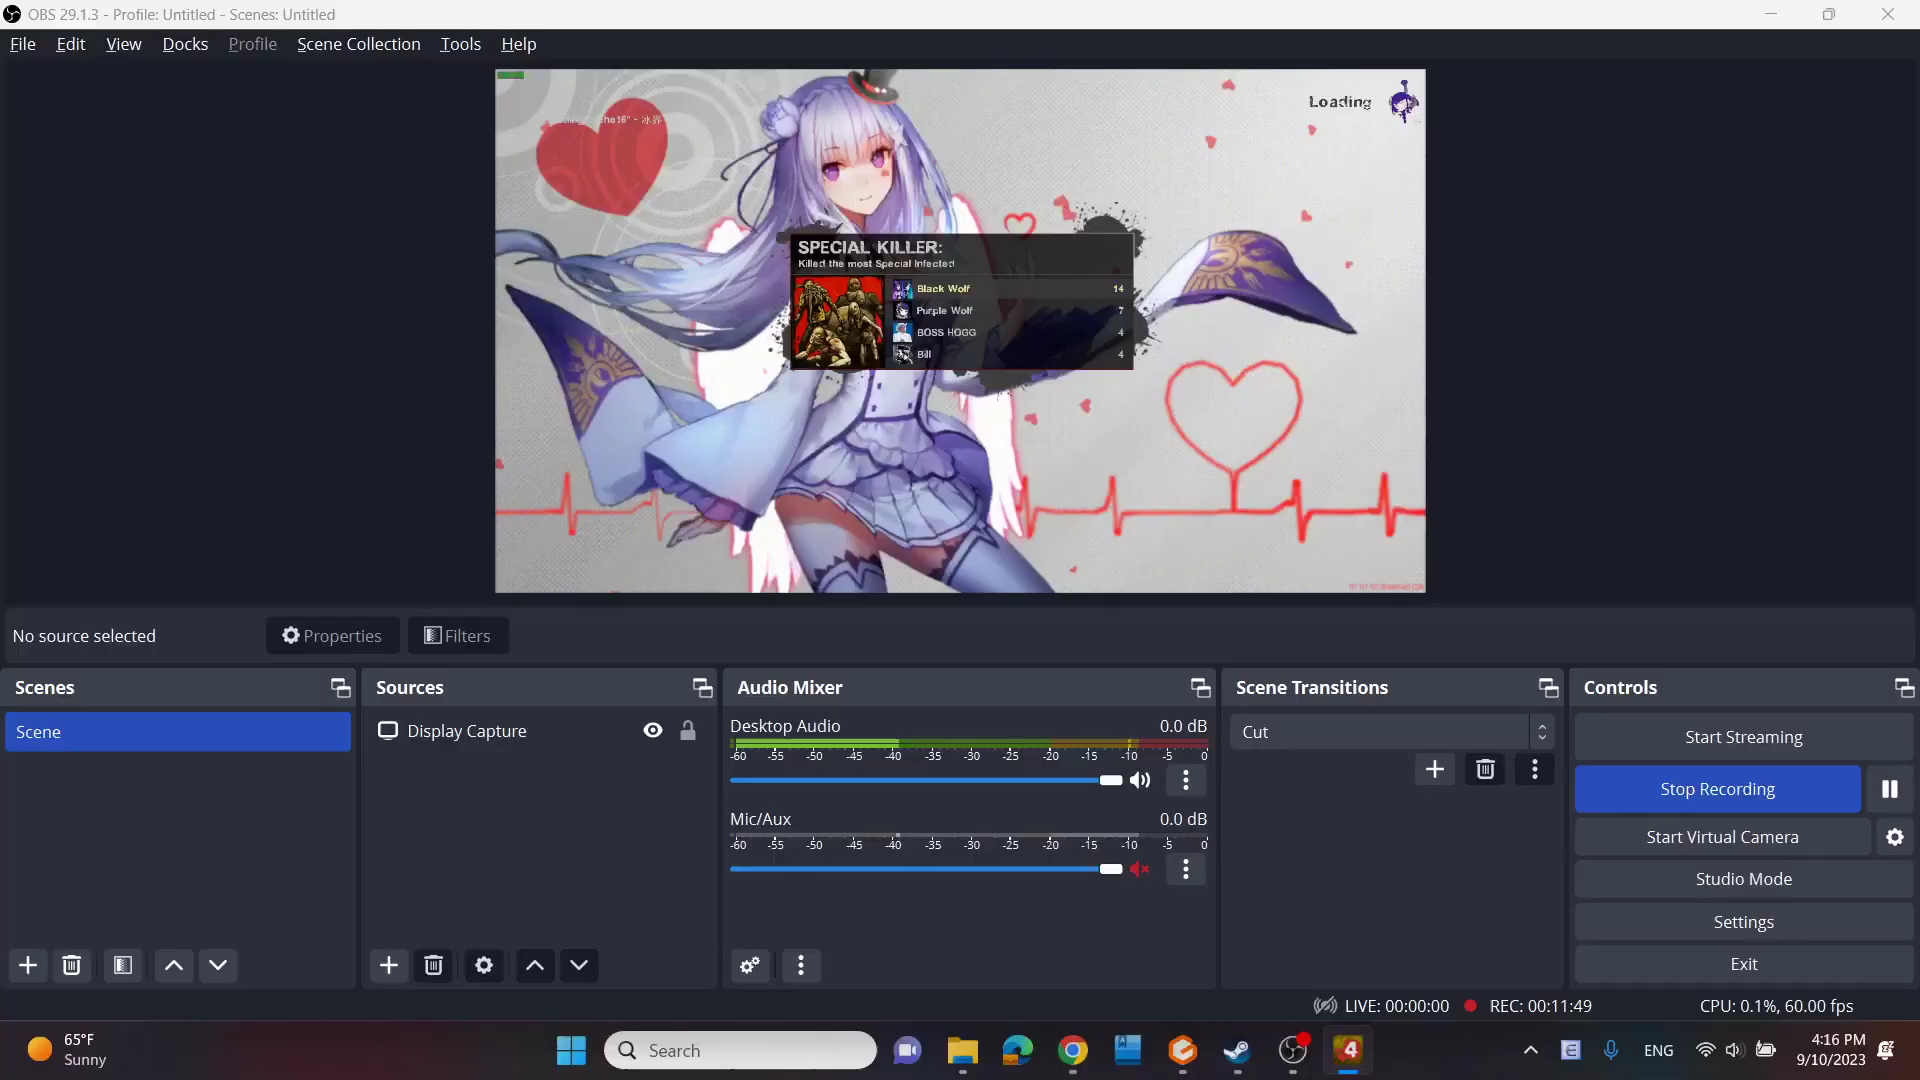 OBS 29.1.3 - Profile: Untitled - Scenes: Untitled
File Edit View Docks Profile Scene Collection Tools Help
Loading
SPECIAL KILLER:
Killed the most Special Infected
Black Wolf 14
Purple Wolf 7
BOSS HOGG 4
Bill 4
No source selected Properties Filters
Scenes
Scene
Sources
Display Capture
Audio Mixer
Desktop Audio 0.0 dB
-60 -55 -50 -45 -40 -35 -30 -25 -20 -15 -10 -5 0
Mic/Aux 0.0 dB
-60 -55 -50 -45 -40 -35 -30 -25 -20 -15 -10 -5 0
Scene Transitions
Cut
Controls
Start Streaming
Stop Recording
Start Virtual Camera
Studio Mode
Settings
Exit
LIVE: 00:00:00 REC: 00:11:49 CPU: 0.1%, 60.00 fps
65°F
Sunny
Search
4
ENG
4:16 PM
9/10/2023